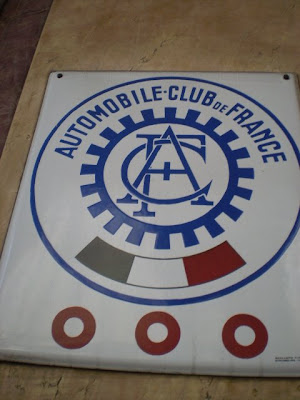 AUTOMOBILE-CLUB DE FRANCE
ACF